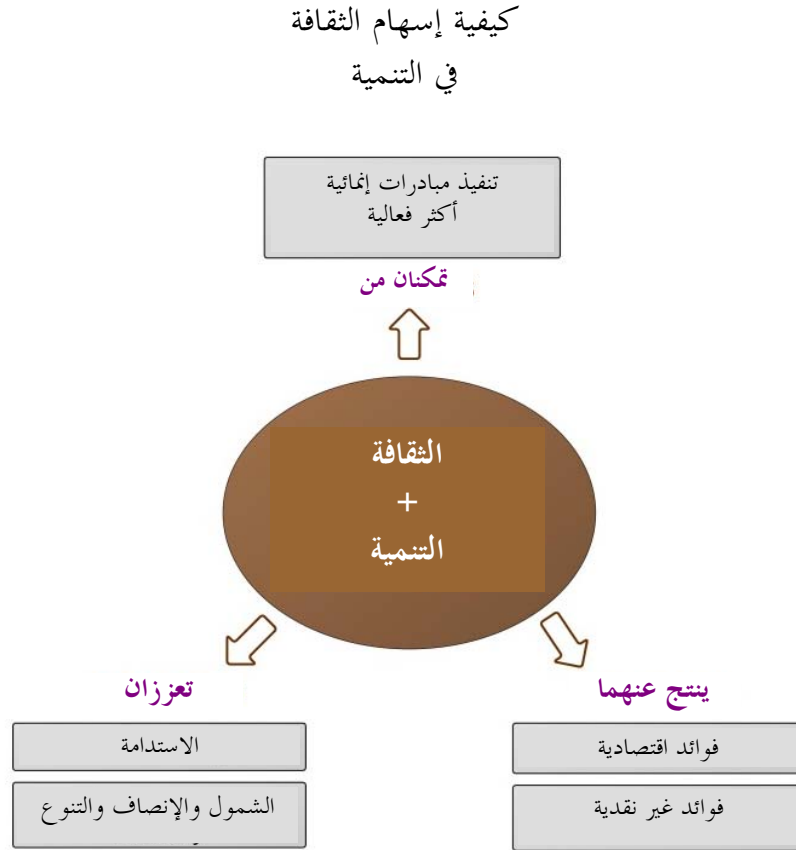 كيفية إسهام الثقافة
في التنمية
تنفيذ مبادرات إنمائية
أكثر فعالية
تمكنان من
الثقافة
+
التنمية
ينتج عنهما
تعززان
فوائد اقتصادية
الاستدامة
فوائد غير نقدية
الشمول والإنصاف والتنوع